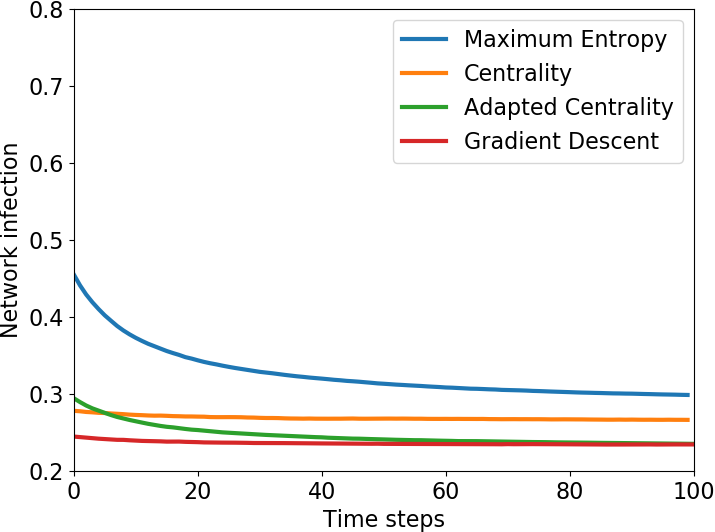 0.8
0.7
0.6
0.5
0.4
0.3
0.2
Network infection
Maximum Entropy
Centrality
Adapted Centrality
Gradient Descent
0 20 40 60 80 100
Time steps